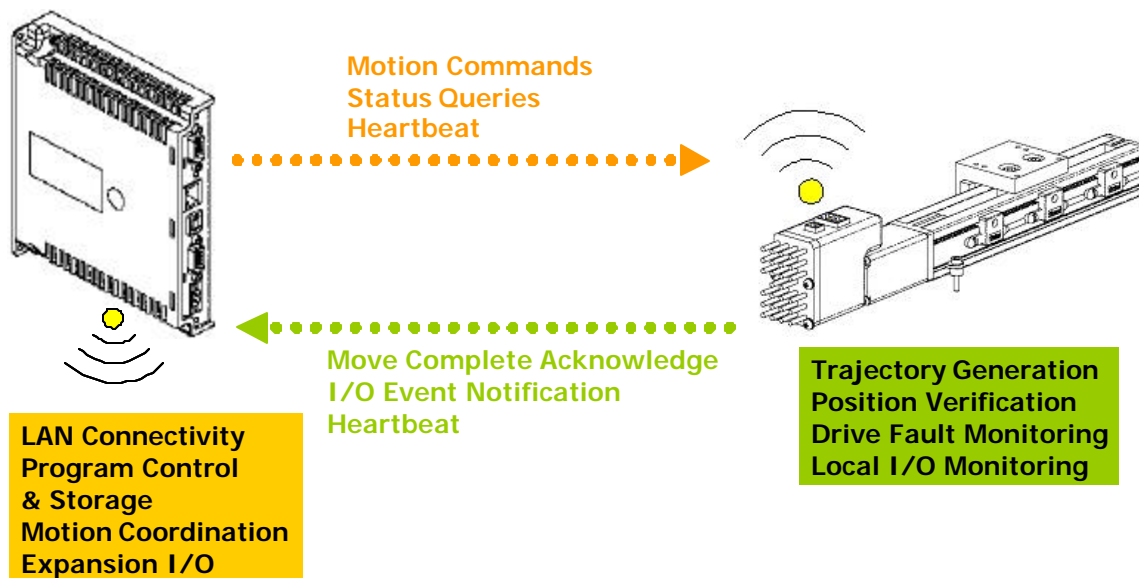 Motion Commands
Status Queries
Heartbeat
Move Complete Acknowledge
I/O Event Notification
Heartbeat
Trajectory Generation
Position Verification
Drive Fault Monitoring
Local I/O Monitoring
LAN Connectivity
Program Control
& Storage
Motion Coordination
Expansion I/O